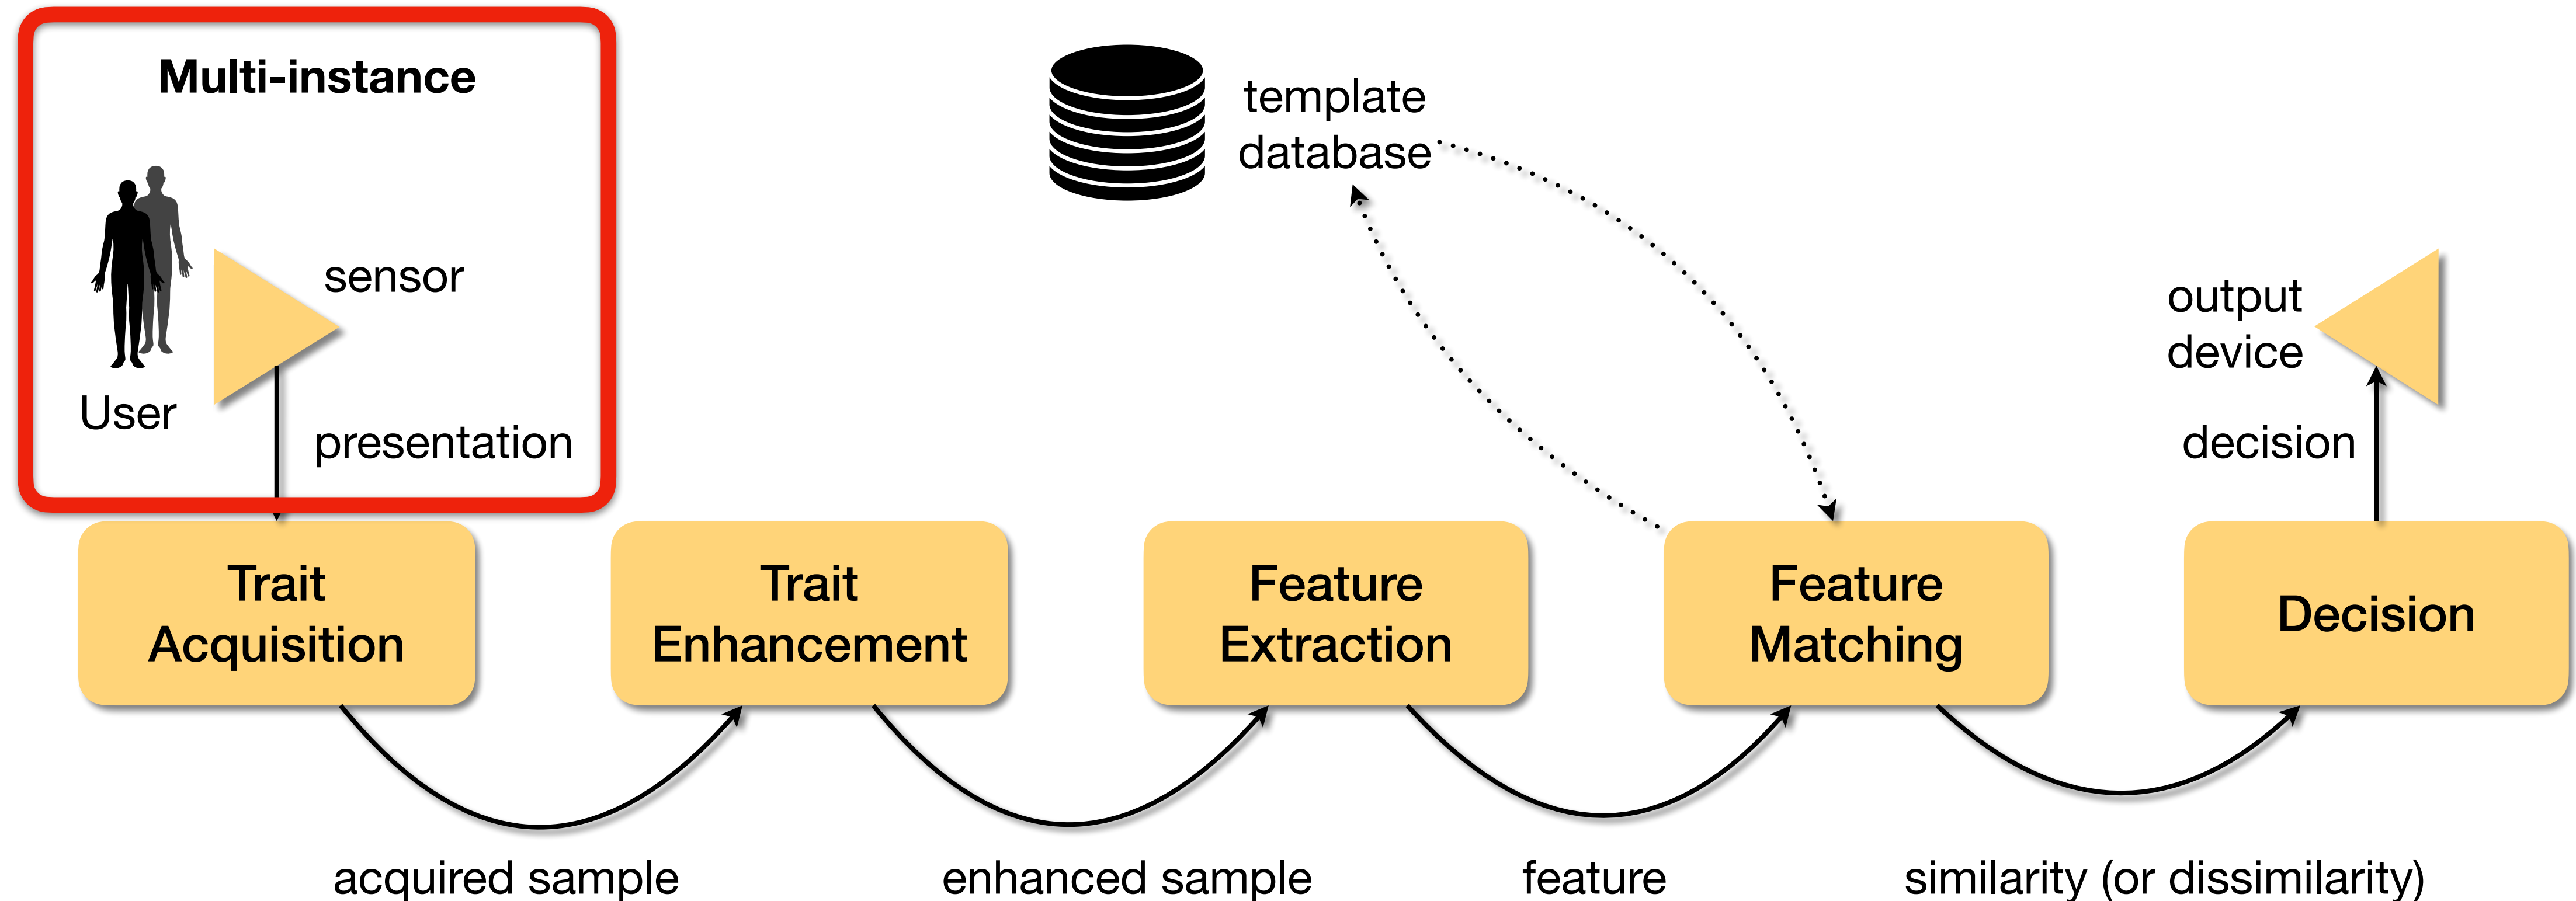 Multi-instance
sensor
User
presentation
template
database
output
device
decision
Trait
Acquisition
Trait
Enhancement
Feature
Extraction
Feature
Matching
Decision
acquired sample
enhanced sample
feature
similarity (or dissimilarity)